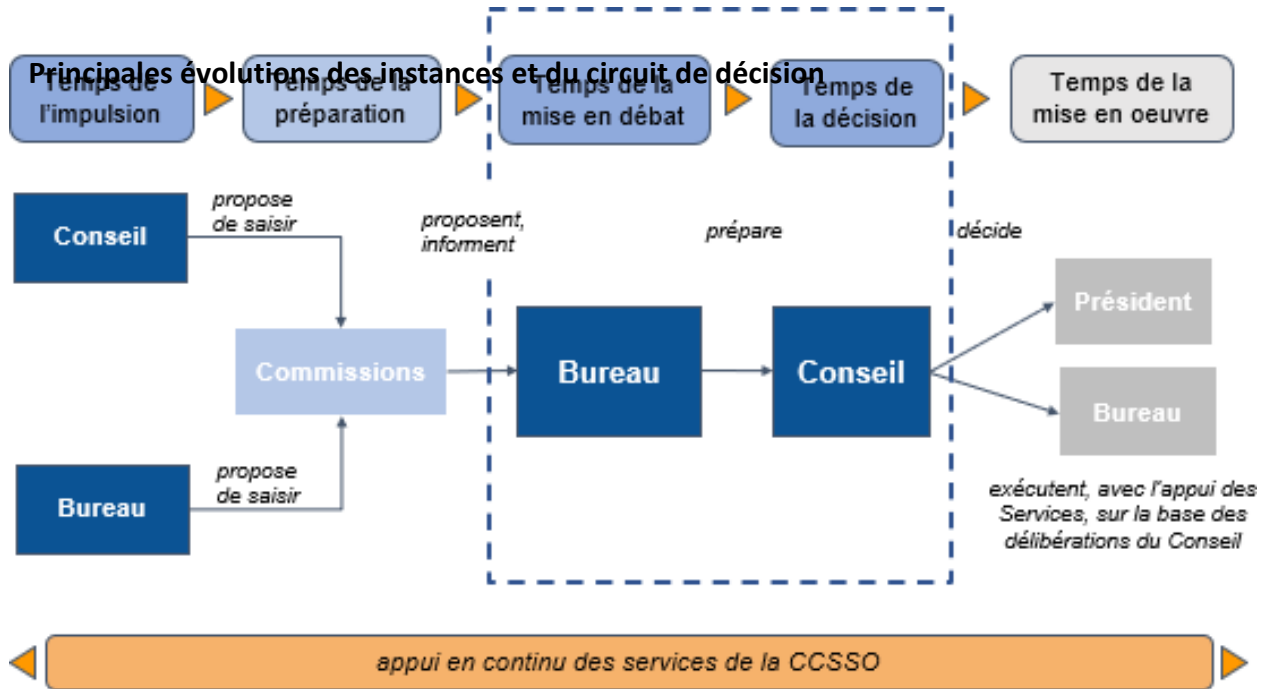 Principales évolutions des instances et du circuit de décision
Temps de
l'impulsion
Temps de la
préparation
Temps de la
mise en débat
Temps de
la décision
Temps de la
mise en oeuvre
Conseil
propose
de saisir
proposent,
informent
prépare
décide
Président
Commissions
Bureau
Conseil
Bureau
Bureau
propose
de saisir
exécutent, avec l'appui des
Services, sur la base des
délibérations du Conseil
appui en continu des services de la CCSSO